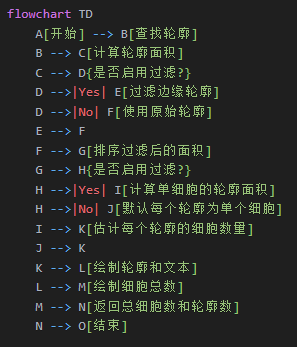 flowchart TD
A[开始] --> B[查找轮廓]
B --> C[计算轮廓面积]
C --> D{是否启用过滤?}
D -->|Yes| E[过滤边缘轮廓]
D -->|No| F[使用原始轮廓]
E --> F
F --> G[排序过滤后的面积]
G --> H{是否启用过滤?}
H -->|Yes| I[计算单细胞的轮廓面积]
H -->|No| J[默认每个轮廓为单个细胞]
I --> K[估计每个轮廓的细胞数量]
J --> K
K --> L[绘制轮廓和文本]
L --> M[绘制细胞总数]
M --> N[返回总细胞数和轮廓数]
N --> O[结束]